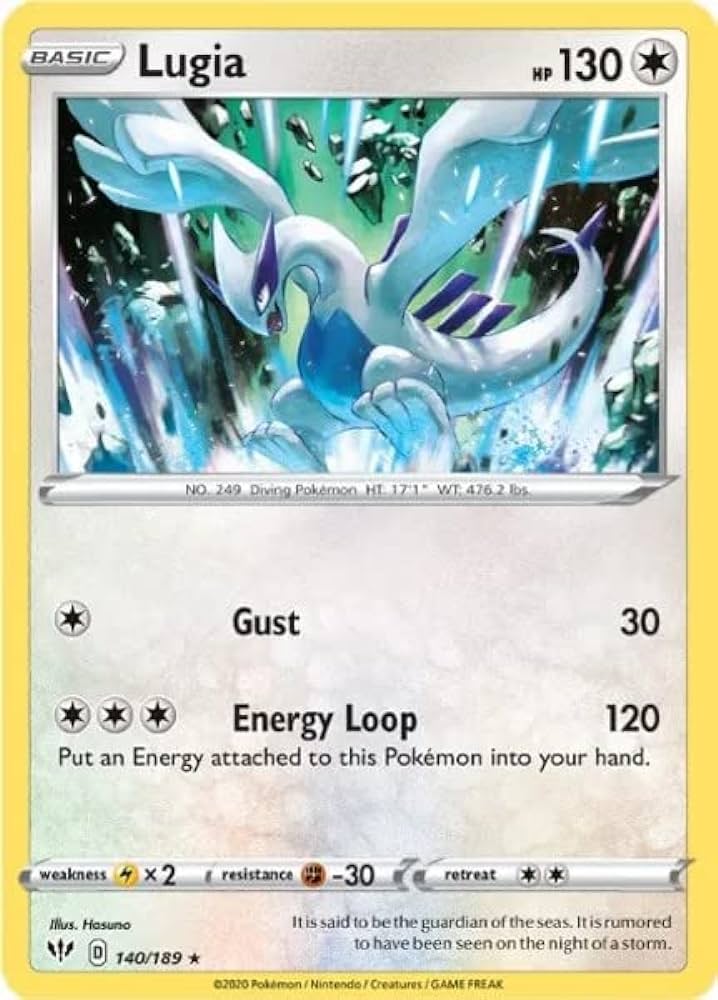 BASIC Lugia HP 130
NO. 249 Diving Pokémon HT: 17'1" WT: 476.2 lbs.
Gust 30
Energy Loop 120
Put an Energy attached to this Pokémon into your hand.
weakness ×2 resistance -30 retreat
Illus. Hasuno
It is said to be the guardian of the seas. It is rumored
to have been seen on the night of a storm.
D 140/189 ★
©2020 Pokémon / Nintendo / Creatures / GAME FREAK